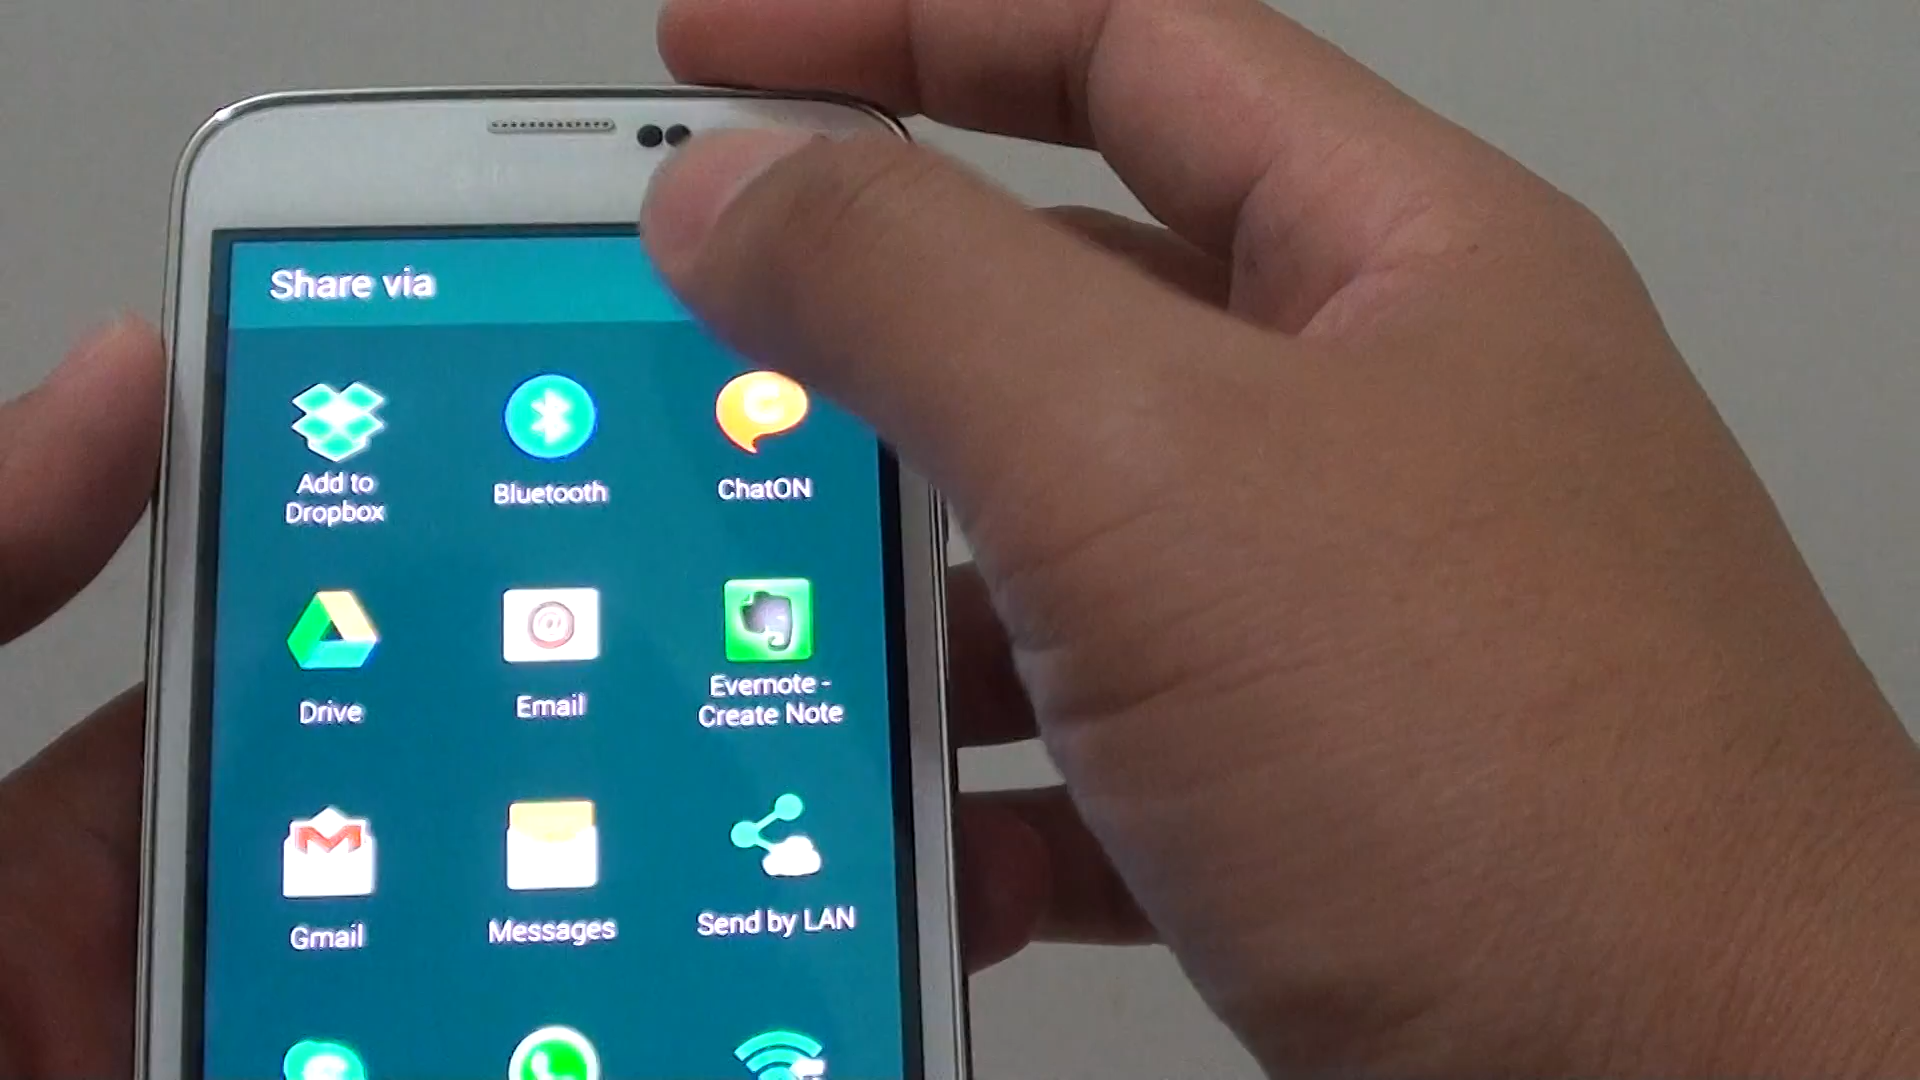 Share via
Add to
Dropbox
Bluetooth
ChatON
Drive
Email
Evernote -
Create Note
Gmail
Messages
Send by LAN